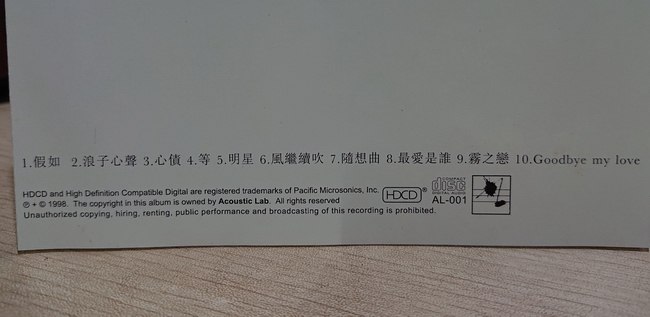 1.假如 2.浪子心聲 3.心債 4.等 5.明星 6.風繼續吹 7.隨想曲 8.最愛是誰 9.霧之戀 10.Goodbye my love
HDCD and High Definition Compatible Digital are registered trademarks of Pacific Microsonics, Inc.
℗ + © 1998. The copyright in this album is owned by Acoustic Lab. All rights reserved
Unauthorized copying, hiring, renting, public performance and broadcasting of this recording is prohibited.
HDCD®
COMPACT
disc
DIGITAL AUDIO
AL-001